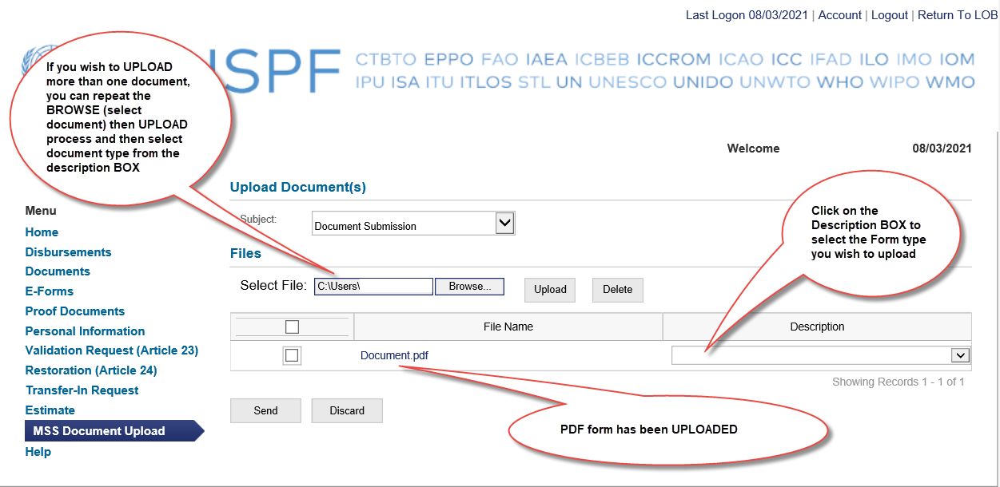 Last Logon 08/03/2021 | Account | Logout | Return To LOB
If you wish to UPLOAD
more than one document,
you can repeat the
BROWSE (select
document) then UPLOAD
process and then select
document type from the
description BOX
SPF
CTBTO EPPO FAO IAEA ICBEB ICCROM ICAO ICC IFAD ILO IMO IOM
IPU ISA ITU ITLOS STL UN UNESCO UNIDO UNWTO WHO WIPO WMO
Welcome 08/03/2021
Upload Document(s)
Subject: Document Submission
Click on the
Description BOX to
select the Form type
you wish to upload
Files
Select File: C:\Users\ Browse... Upload Delete
File Name Description
Document.pdf
Showing Records 1 - 1 of 1
Send Discard
PDF form has been UPLOADED
Menu
Home
Disbursements
Documents
E-Forms
Proof Documents
Personal Information
Validation Request (Article 23)
Restoration (Article 24)
Transfer-In Request
Estimate
MSS Document Upload
Help